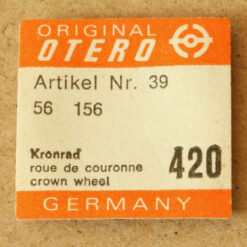 ORIGINAL
OTERO
Artikel Nr. 39
56 156
Kronrad
roue de couronne
crown wheel
420
GERMANY